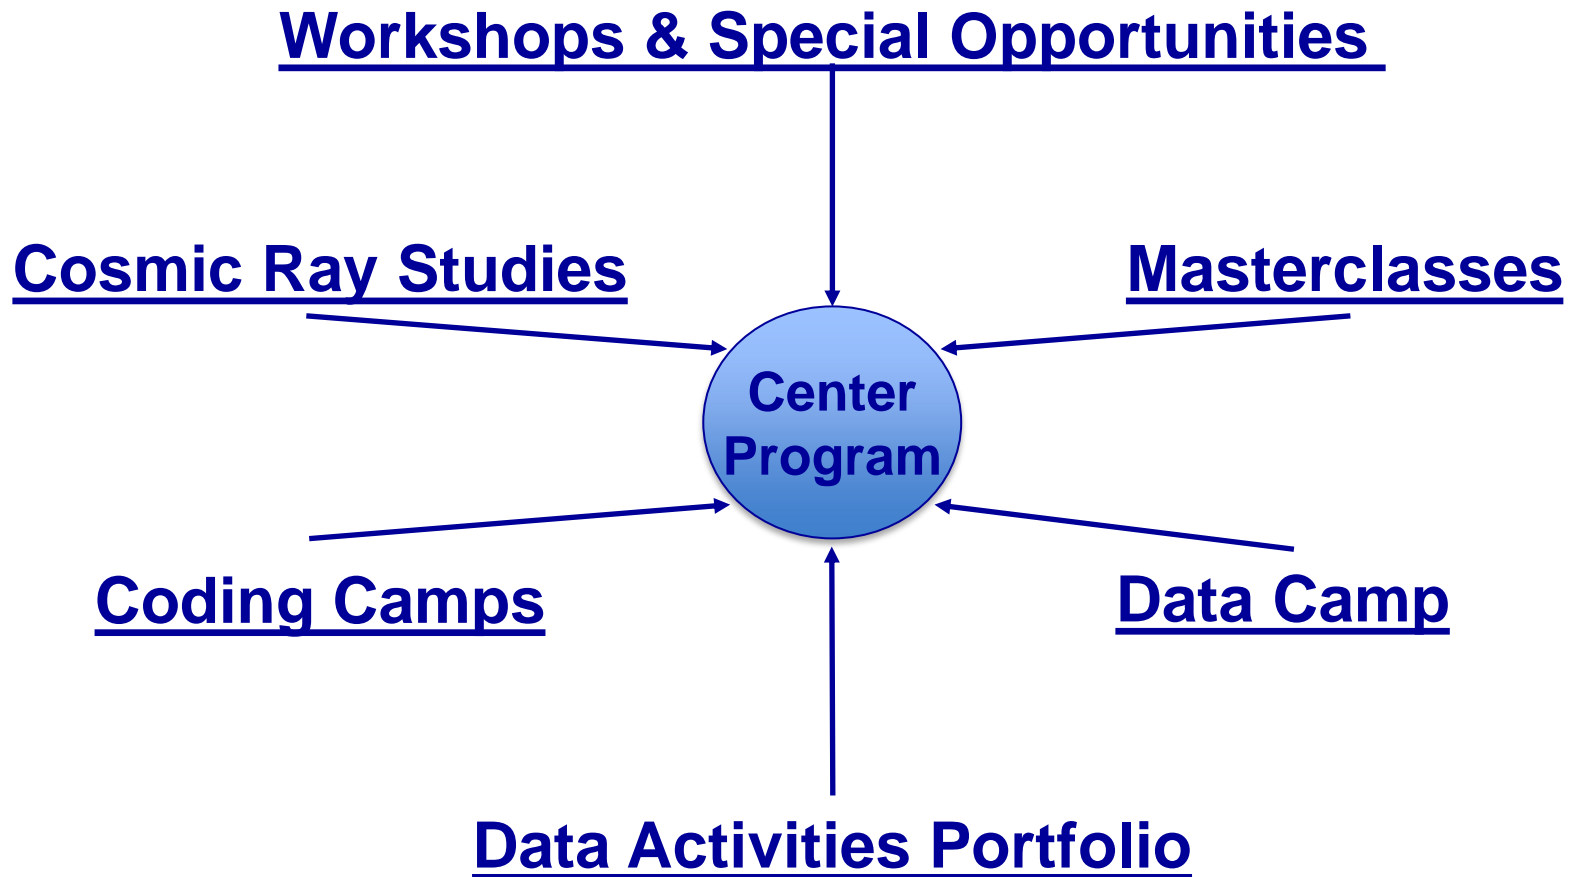 Workshops & Special Opportunities
Cosmic Ray Studies
Masterclasses
Center
Program
Coding Camps
Data Camp
Data Activities Portfolio